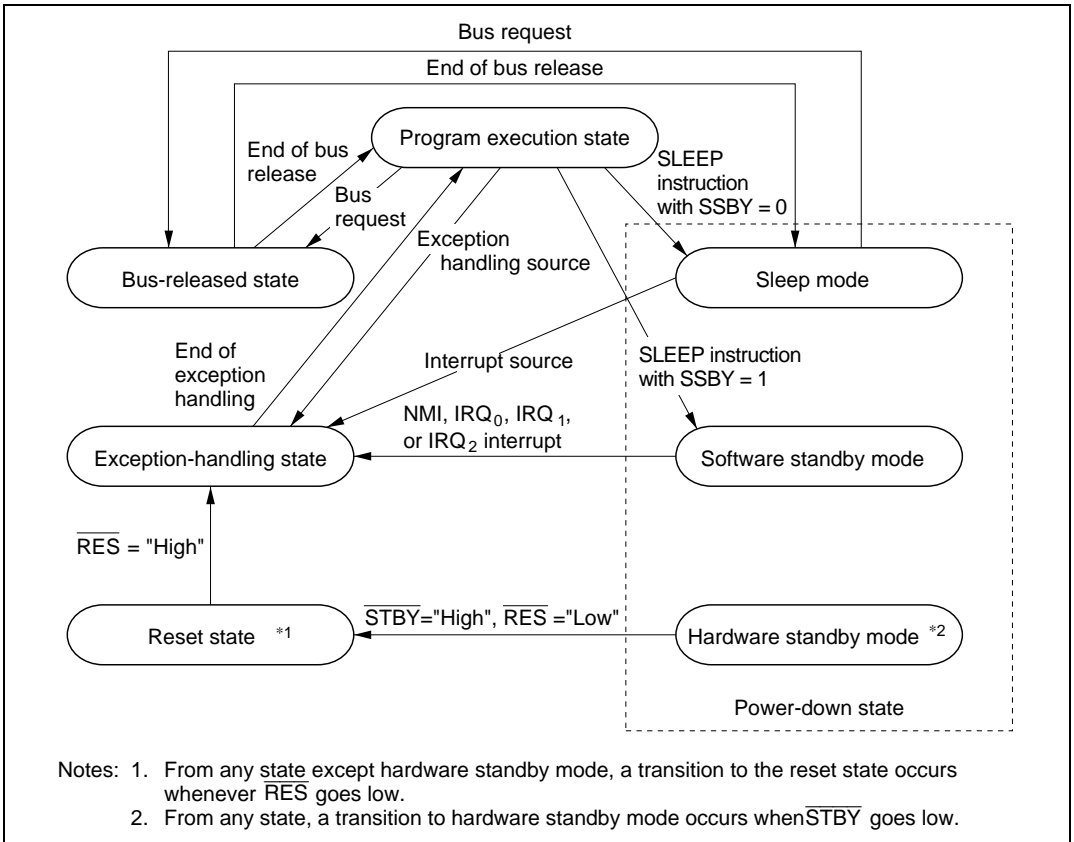 Bus request
End of bus release
Program execution state
End of bus
release
SLEEP
instruction
with SSBY = 0
Bus
request
Exception
handling source
Bus-released state
Sleep mode
End of
exception
handling
Interrupt source
SLEEP instruction
with SSBY = 1
NMI, IRQ₀, IRQ₁,
or IRQ₂ interrupt
Exception-handling state
Software standby mode
R̅E̅S̅ = "High"
S̅T̅B̅Y̅="High", R̅E̅S̅ ="Low"
Reset state *1
Hardware standby mode *2
Power-down state
Notes: 1. From any state except hardware standby mode, a transition to the reset state occurs
whenever R̅E̅S̅ goes low.
2. From any state, a transition to hardware standby mode occurs when S̅T̅B̅Y̅ goes low.